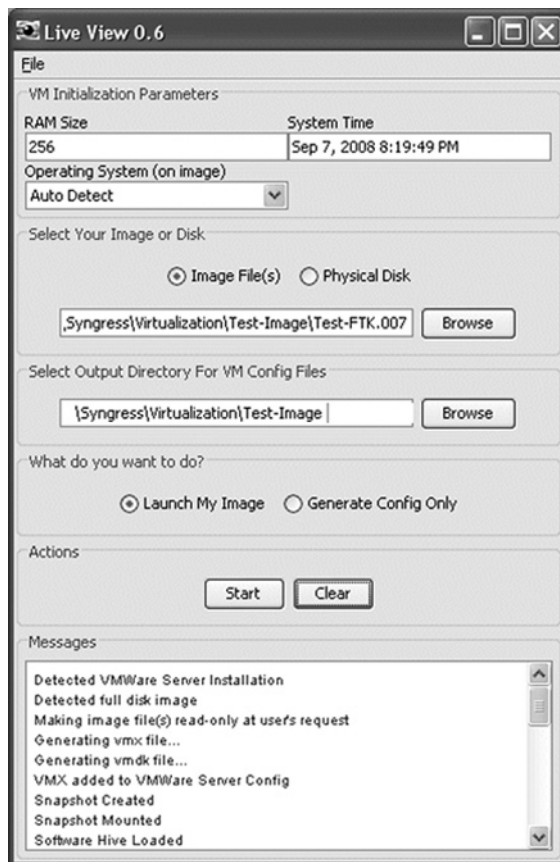 Live View 0.6
File
VM Initialization Parameters
RAM Size
System Time
256
Sep 7, 2008 8:19:49 PM
Operating System (on image)
Auto Detect
Select Your Image or Disk
Image File(s)
Physical Disk
,Syngress\Virtualization\Test-Image\Test-FTK.007
Browse
Select Output Directory For VM Config Files
\Syngress\Virtualization\Test-Image
Browse
What do you want to do?
Launch My Image
Generate Config Only
Actions
Start
Clear
Messages
Detected VMWare Server Installation
Detected full disk image
Making image file(s) read-only at user's request
Generating vmx file...
Generating vmdk file...
VMX added to VMWare Server Config
Snapshot Created
Snapshot Mounted
Software Hive Loaded